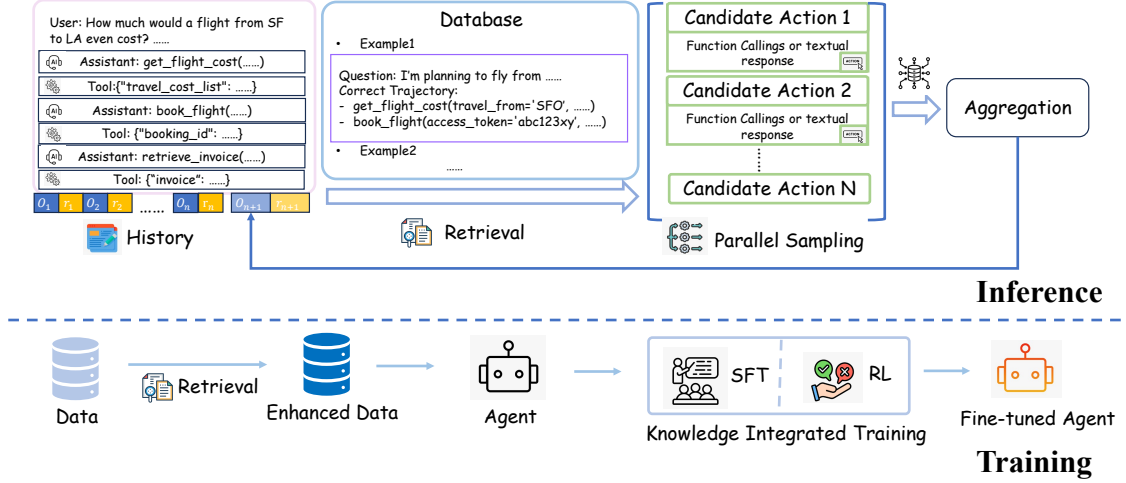 User: How much would a flight from SF
to LA even cost? ......
Assistant: get_flight_cost(......)
Tool:{"travel_cost_list": ......}
Assistant: book_flight(......)
Tool: {"booking_id": ......}
Assistant: retrieve_invoice(......)
Tool: {"invoice": ......}
O1 r1 O2 r2 ...... On rn On+1 rn+1
History
Database
• Example1
Question: I'm planning to fly from ......
Correct Trajectory:
- get_flight_cost(travel_from='SFO', ......)
- book_flight(access_token='abc123xy', ......)
• Example2
......
Retrieval
Candidate Action 1
Function Callings or textual
response
ACTION
Candidate Action 2
Function Callings or textual
response
ACTION
Candidate Action N
Parallel Sampling
Aggregation
Inference
Data
Retrieval
Enhanced Data
Agent
SFT
RL
Knowledge Integrated Training
Fine-tuned Agent
Training